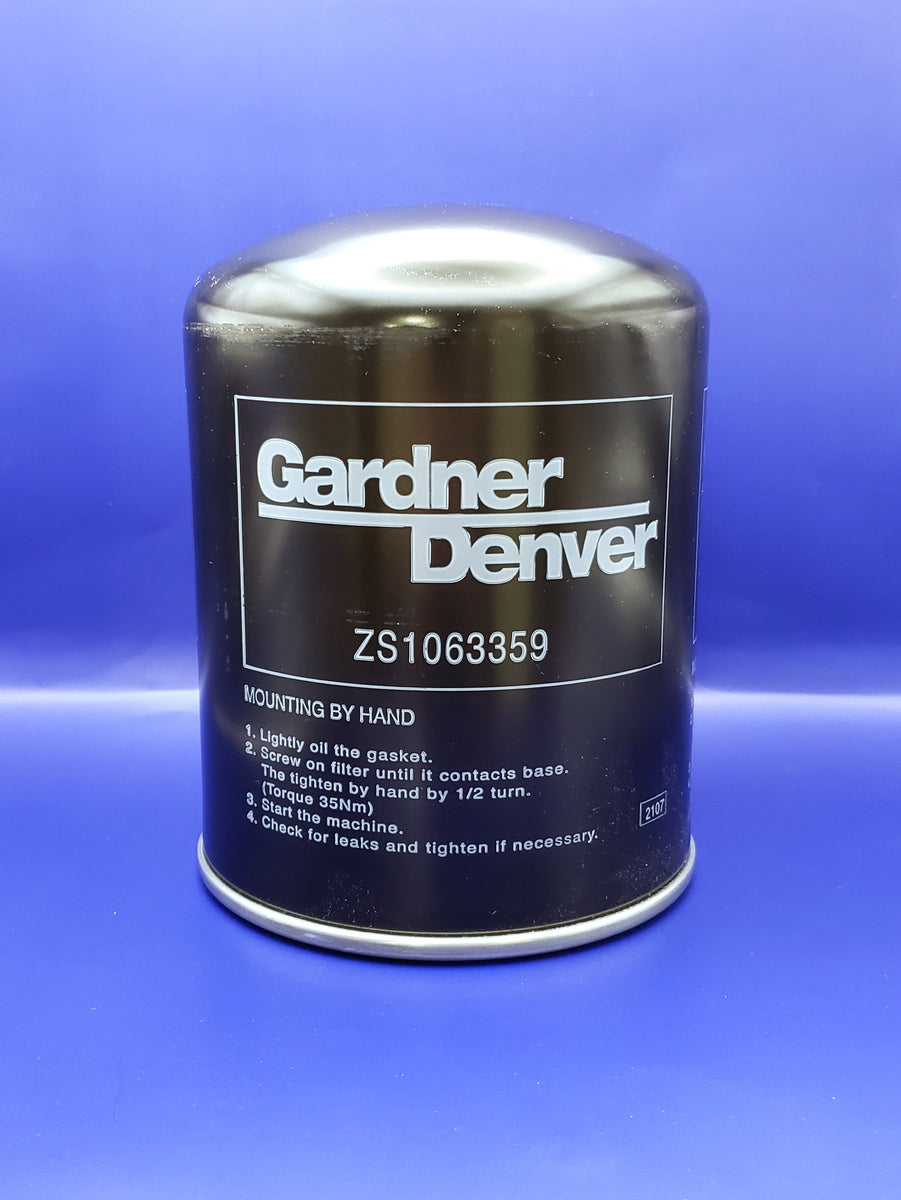 Gardner
Denver
ZS1063359
MOUNTING BY HAND
1. Lightly oil the gasket.
2. Screw on filter until it contacts base.
The tighten by hand by 1/2 turn.
(Torque 35Nm)
3. Start the machine.
4. Check for leaks and tighten if necessary.
2107